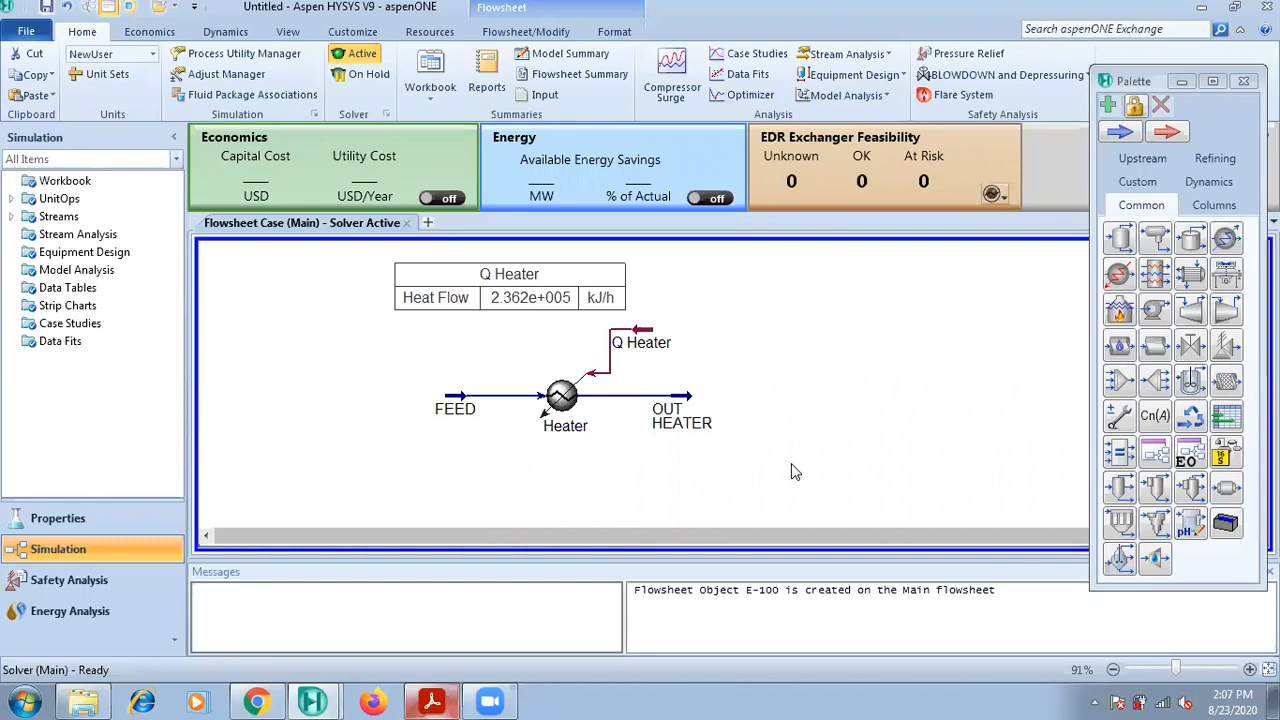 Untitled - Aspen HYSYS V9 - aspenONE
Flowsheet
File
Home
Economics
Dynamics
View
Customize
Resources
Flowsheet/Modify
Format
Search aspenONE Exchange
Cut
Copy
Paste
Clipboard
NewUser
Unit Sets
Units
Process Utility Manager
Adjust Manager
Fluid Package Associations
Simulation
Active
On Hold
Solver
Workbook
Reports
Model Summary
Flowsheet Summary
Input
Summaries
Compressor
Surge
Case Studies
Data Fits
Optimizer
Stream Analysis
Equipment Design
Model Analysis
Analysis
Pressure Relief
BLOWDOWN and Depressuring
Flare System
Safety Analysis
Palette
Upstream
Refining
Custom
Dynamics
Common
Columns
Cn(A)
EO
16
S
pH
Simulation
All Items
Workbook
UnitOps
Streams
Stream Analysis
Equipment Design
Model Analysis
Data Tables
Strip Charts
Case Studies
Data Fits
Properties
Simulation
Safety Analysis
Energy Analysis
Economics
Capital Cost
Utility Cost
USD
USD/Year
off
Energy
Available Energy Savings
MW
% of Actual
off
EDR Exchanger Feasibility
Unknown
OK
At Risk
0
0
0
Flowsheet Case (Main) - Solver Active
Q Heater
Heat Flow 2.362e+005 kJ/h
Q Heater
FEED
Heater
OUT
HEATER
Messages
Flowsheet Object E-100 is created on the Main flowsheet
Solver (Main) - Ready
91%
2:07 PM
8/23/2020